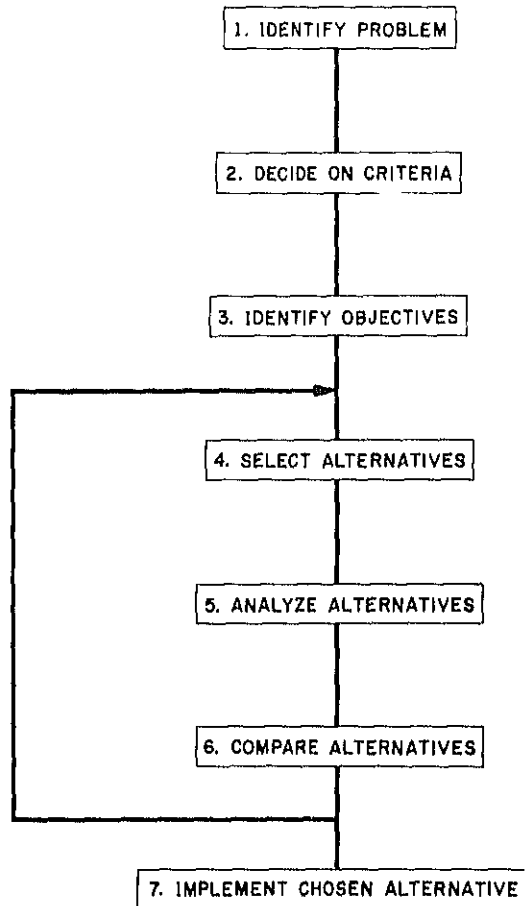 1. IDENTIFY PROBLEM
2. DECIDE ON CRITERIA
3. IDENTIFY OBJECTIVES
4. SELECT ALTERNATIVES
5. ANALYZE ALTERNATIVES
6. COMPARE ALTERNATIVES
7. IMPLEMENT CHOSEN ALTERNATIVE